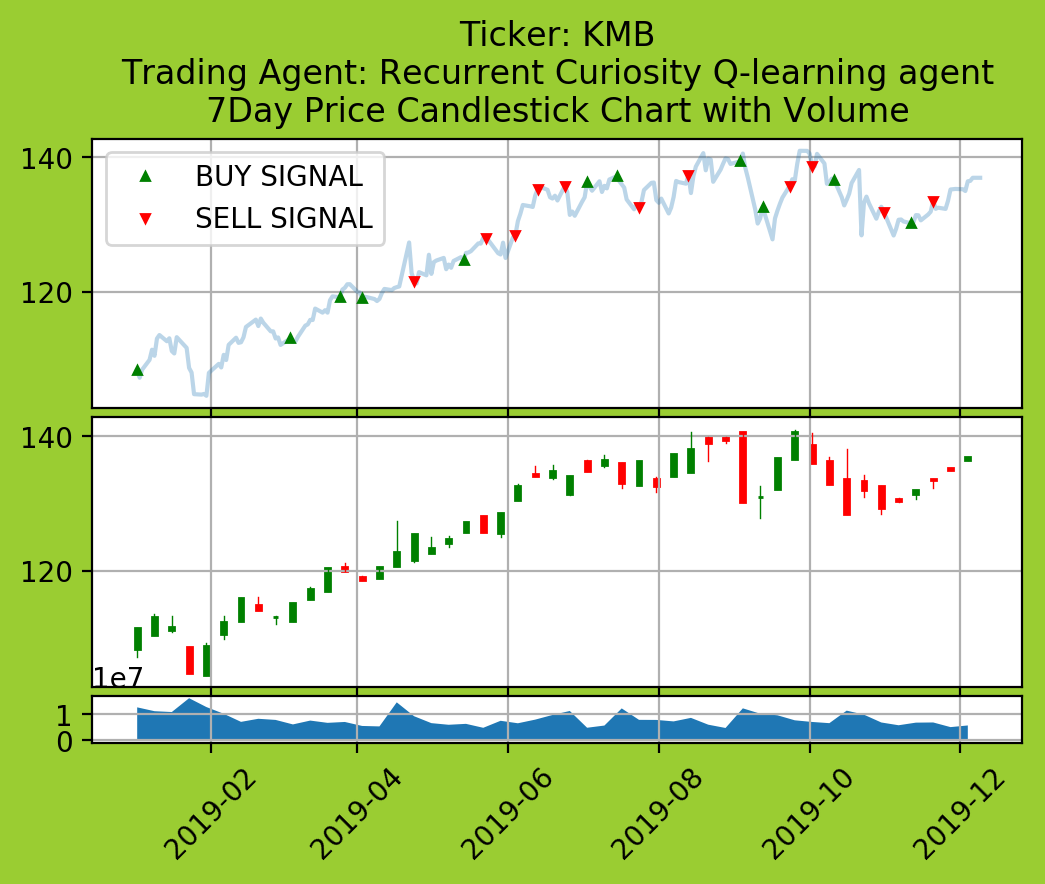 Ticker: KMB
Trading Agent: Recurrent Curiosity Q-learning agent
7Day Price Candlestick Chart with Volume
140
120
BUY SIGNAL
SELL SIGNAL
140
120
1e7
1
0
2019-02
2019-04
2019-06
2019-08
2019-10
2019-12